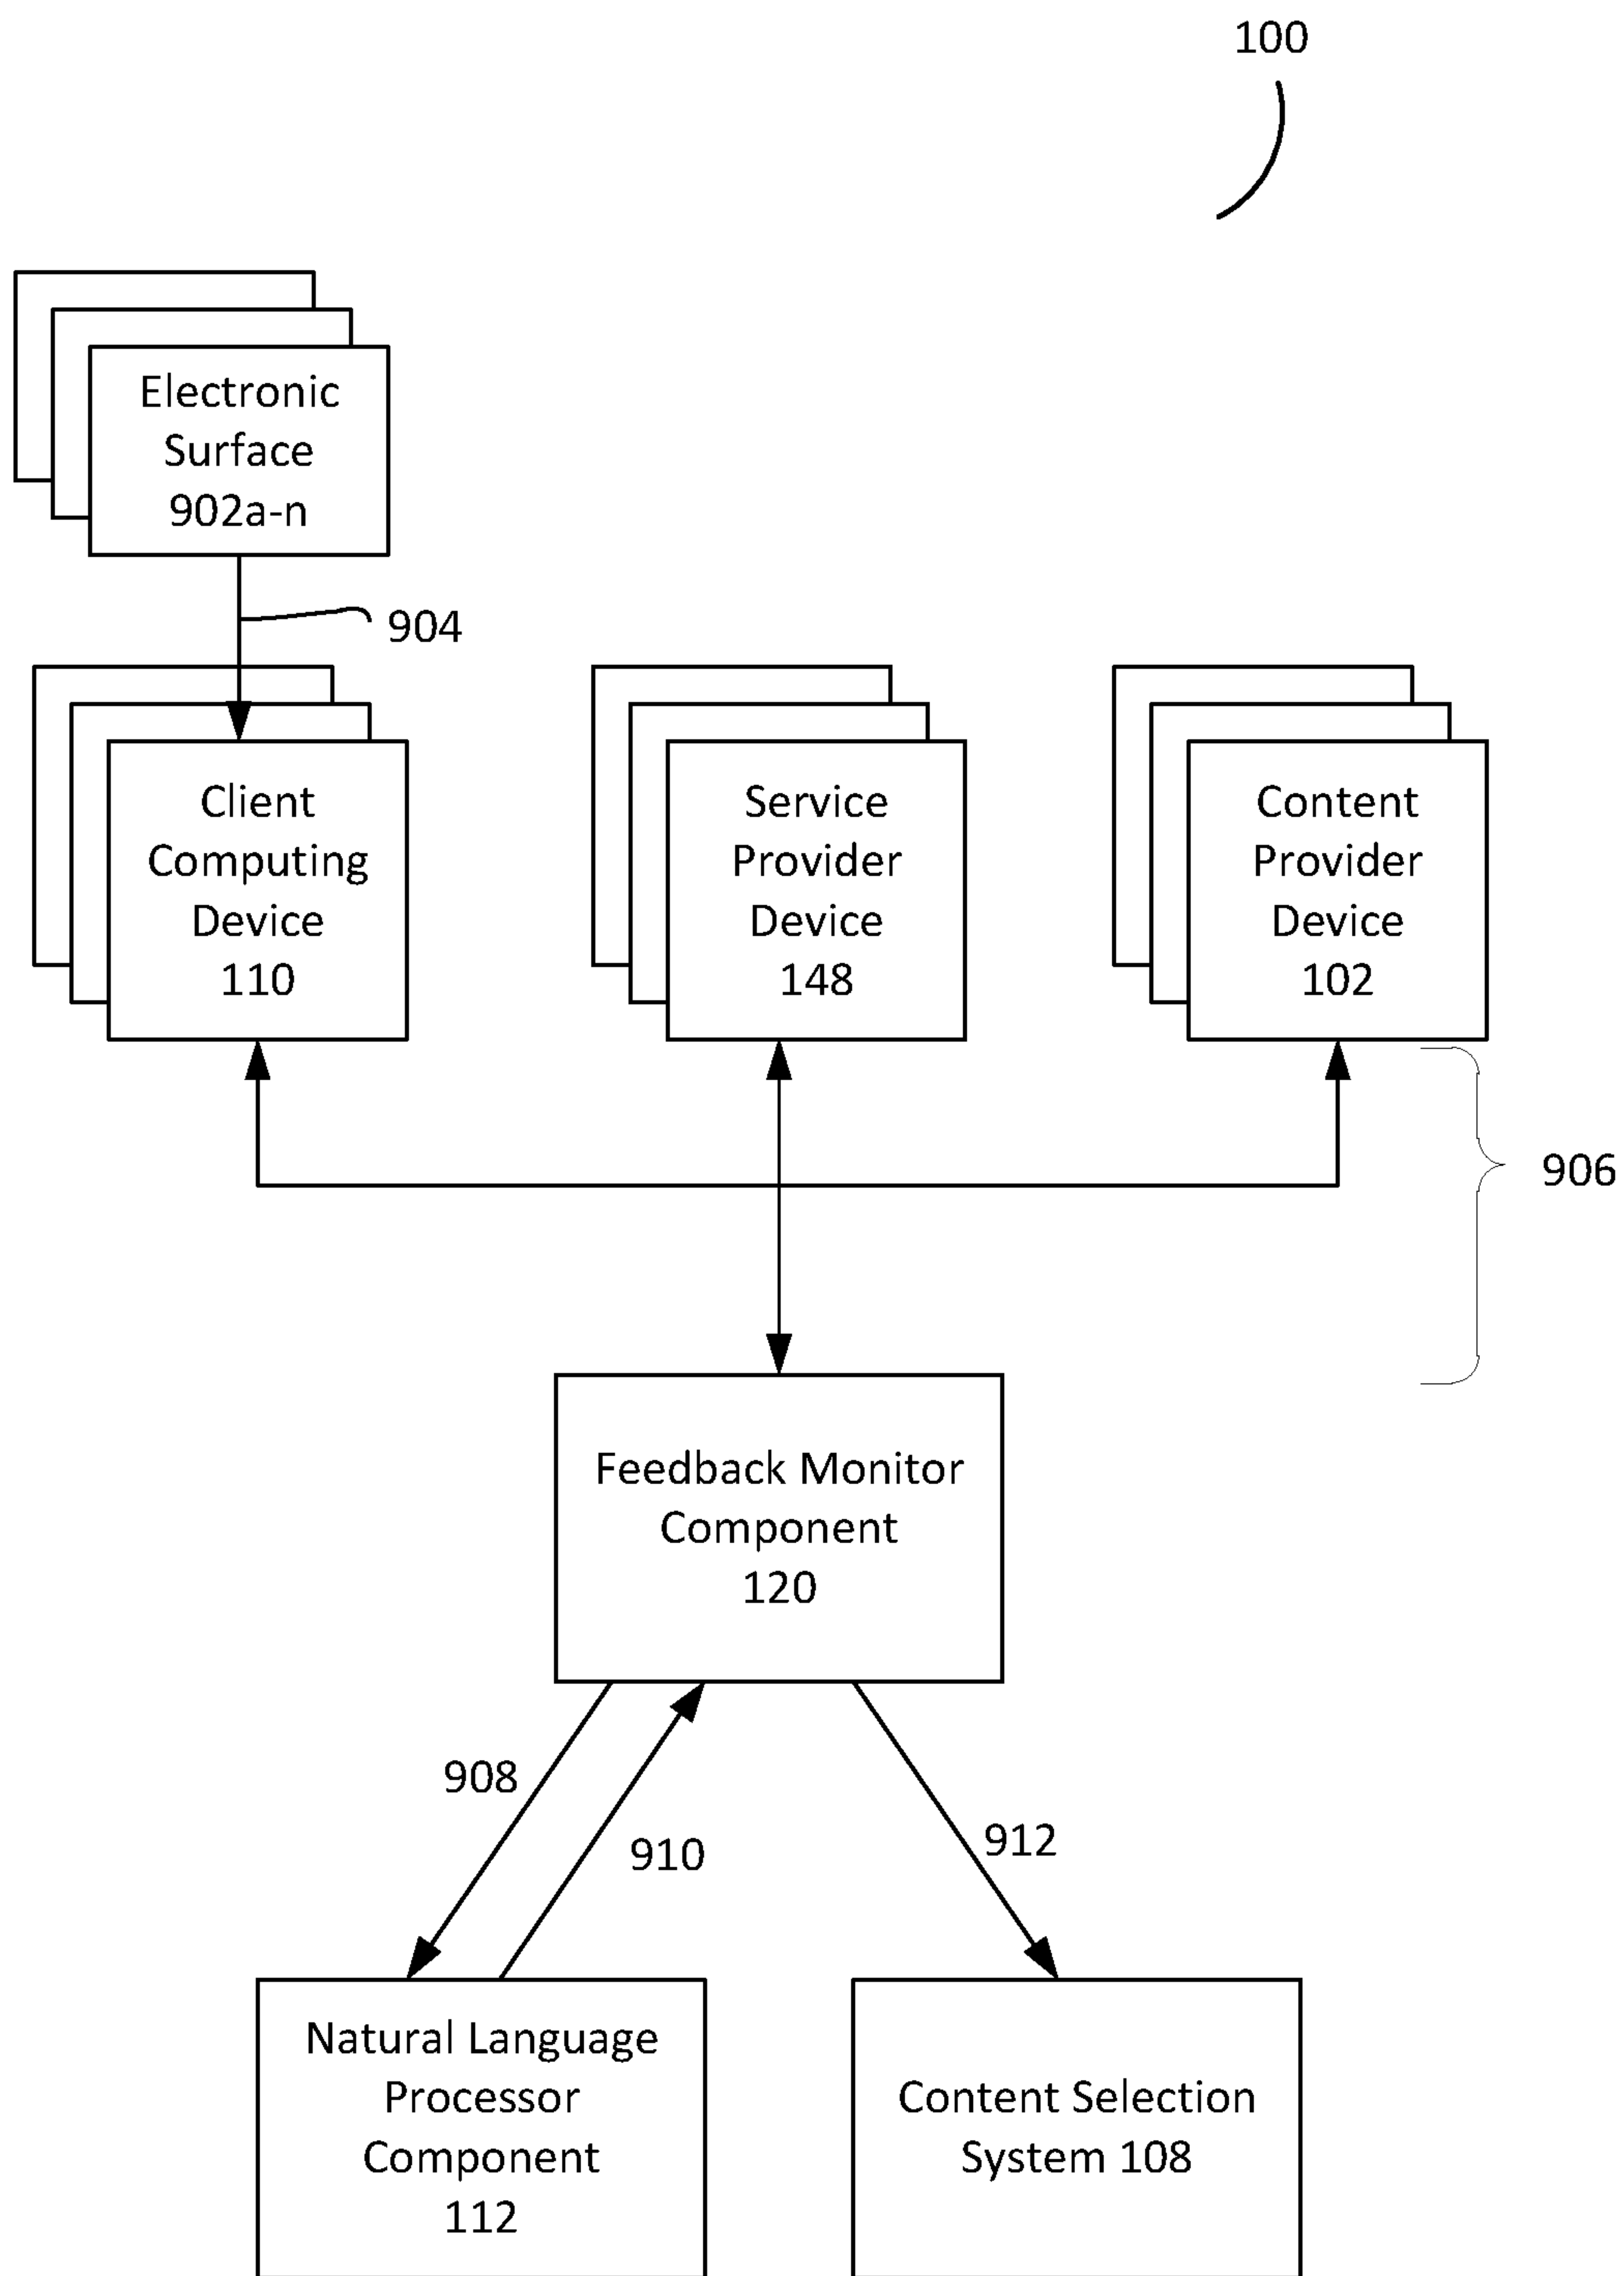 100
Electronic
Surface
902a-n
904
Client
Computing
Device
110
Service
Provider
Device
148
Content
Provider
Device
102
906
Feedback Monitor
Component
120
908
910
912
Natural Language
Processor
Component
112
Content Selection
System 108